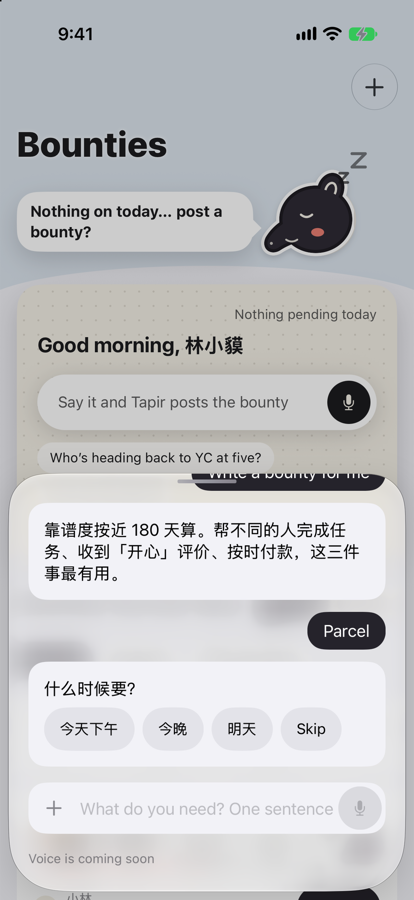 9:41
Bounties
z
z
Nothing on today... post a
bounty?
Nothing pending today
Good morning, 林小貘
Say it and Tapir posts the bounty
Who's heading back to YC at five?
Write a bounty for me
靠谱度按近 180 天算。帮不同的人完成任
务、收到「开心」评价、按时付款，这三件
事最有用。
Parcel
什么时候要?
今天下午
今晚
明天
Skip
What do you need? One sentence
Voice is coming soon
小林